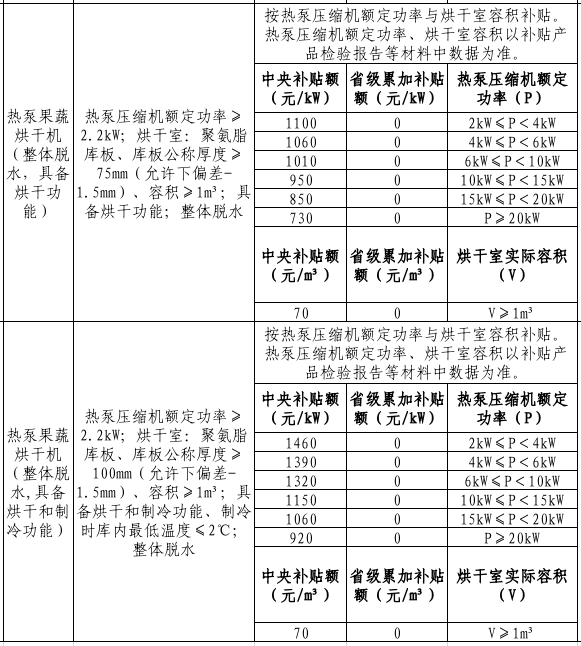 热泵果蔬
烘干机
（整体脱
水，具备
烘干功
能）
热泵压缩机额定功率≥
2.2kW；烘干室：聚氨脂
库板、库板公称厚度≥
75mm（允许下偏差-
1.5mm）、容积≥1m³；具
备烘干功能；整体脱水
按热泵压缩机额定功率与烘干室容积补贴。
热泵压缩机额定功率、烘干室容积以补贴产
品检验报告等材料中数据为准。
中央补贴额 省级累加补贴 热泵压缩机额定
（元/kW） 额（元/kW） 功率（P）
1100 0 2kW≤P＜4kW
1060 0 4kW≤P＜6kW
1010 0 6kW≤P＜10kW
950 0 10kW≤P＜15kW
850 0 15kW≤P＜20kW
730 0 P≥20kW
中央补贴额 省级累加补贴 烘干室实际容积
（元/m³） 额（元/m³） （V）
70 0 V≥1m³
热泵果蔬
烘干机
（整体脱
水,具备
烘干和制
冷功能）
热泵压缩机额定功率≥
2.2kW；烘干室：聚氨脂
库板、库板公称厚度≥
100mm（允许下偏差-
1.5mm）、容积≥1m³；具
备烘干和制冷功能、制冷
时库内最低温度≤2℃；
整体脱水
按热泵压缩机额定功率与烘干室容积补贴。
热泵压缩机额定功率、烘干室容积以补贴产
品检验报告等材料中数据为准。
中央补贴额 省级累加补贴 热泵压缩机额定
（元/kW） 额（元/kW） 功率（P）
1460 0 2kW≤P＜4kW
1390 0 4kW≤P＜6kW
1320 0 6kW≤P＜10kW
1150 0 10kW≤P＜15kW
1060 0 15kW≤P＜20kW
920 0 P≥20kW
中央补贴额 省级累加补贴 烘干室实际容积
（元/m³） 额（元/m³） （V）
70 0 V≥1m³